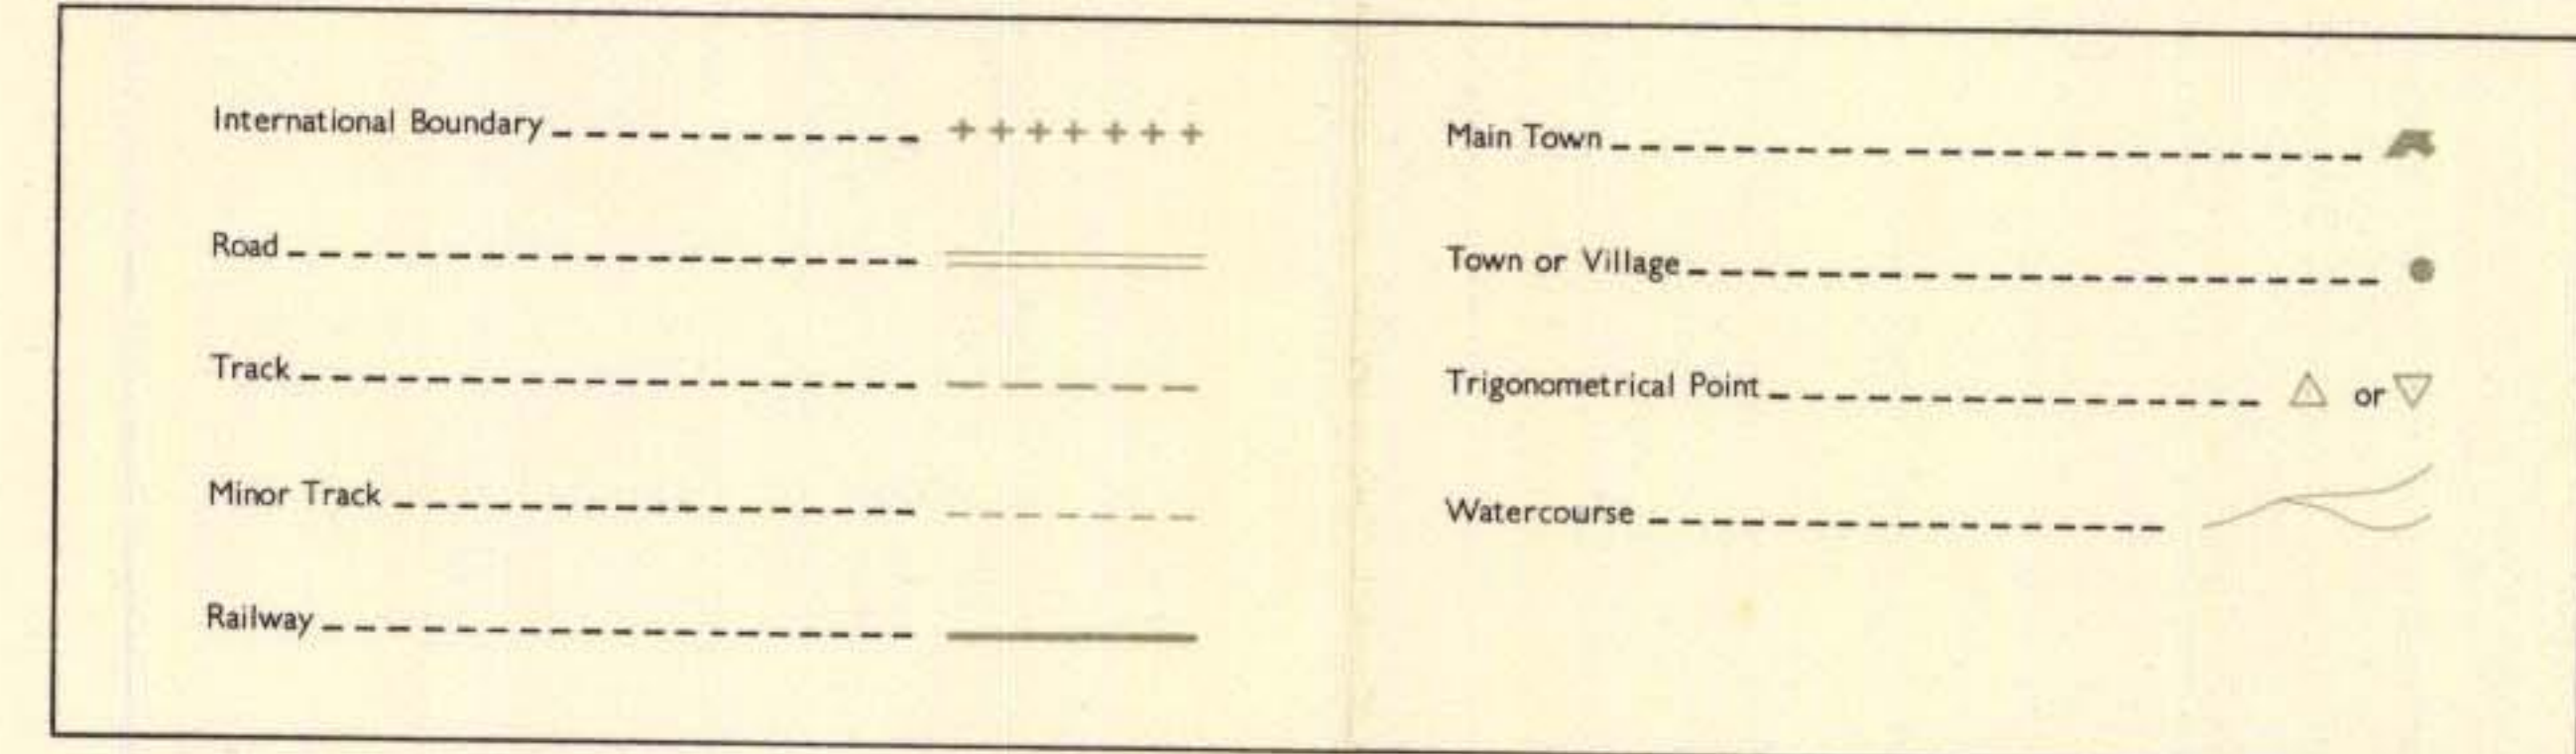 International Boundary
Road
Track
Minor Track
Railway
Main Town
Town or Village
Trigonometrical Point or
Watercourse